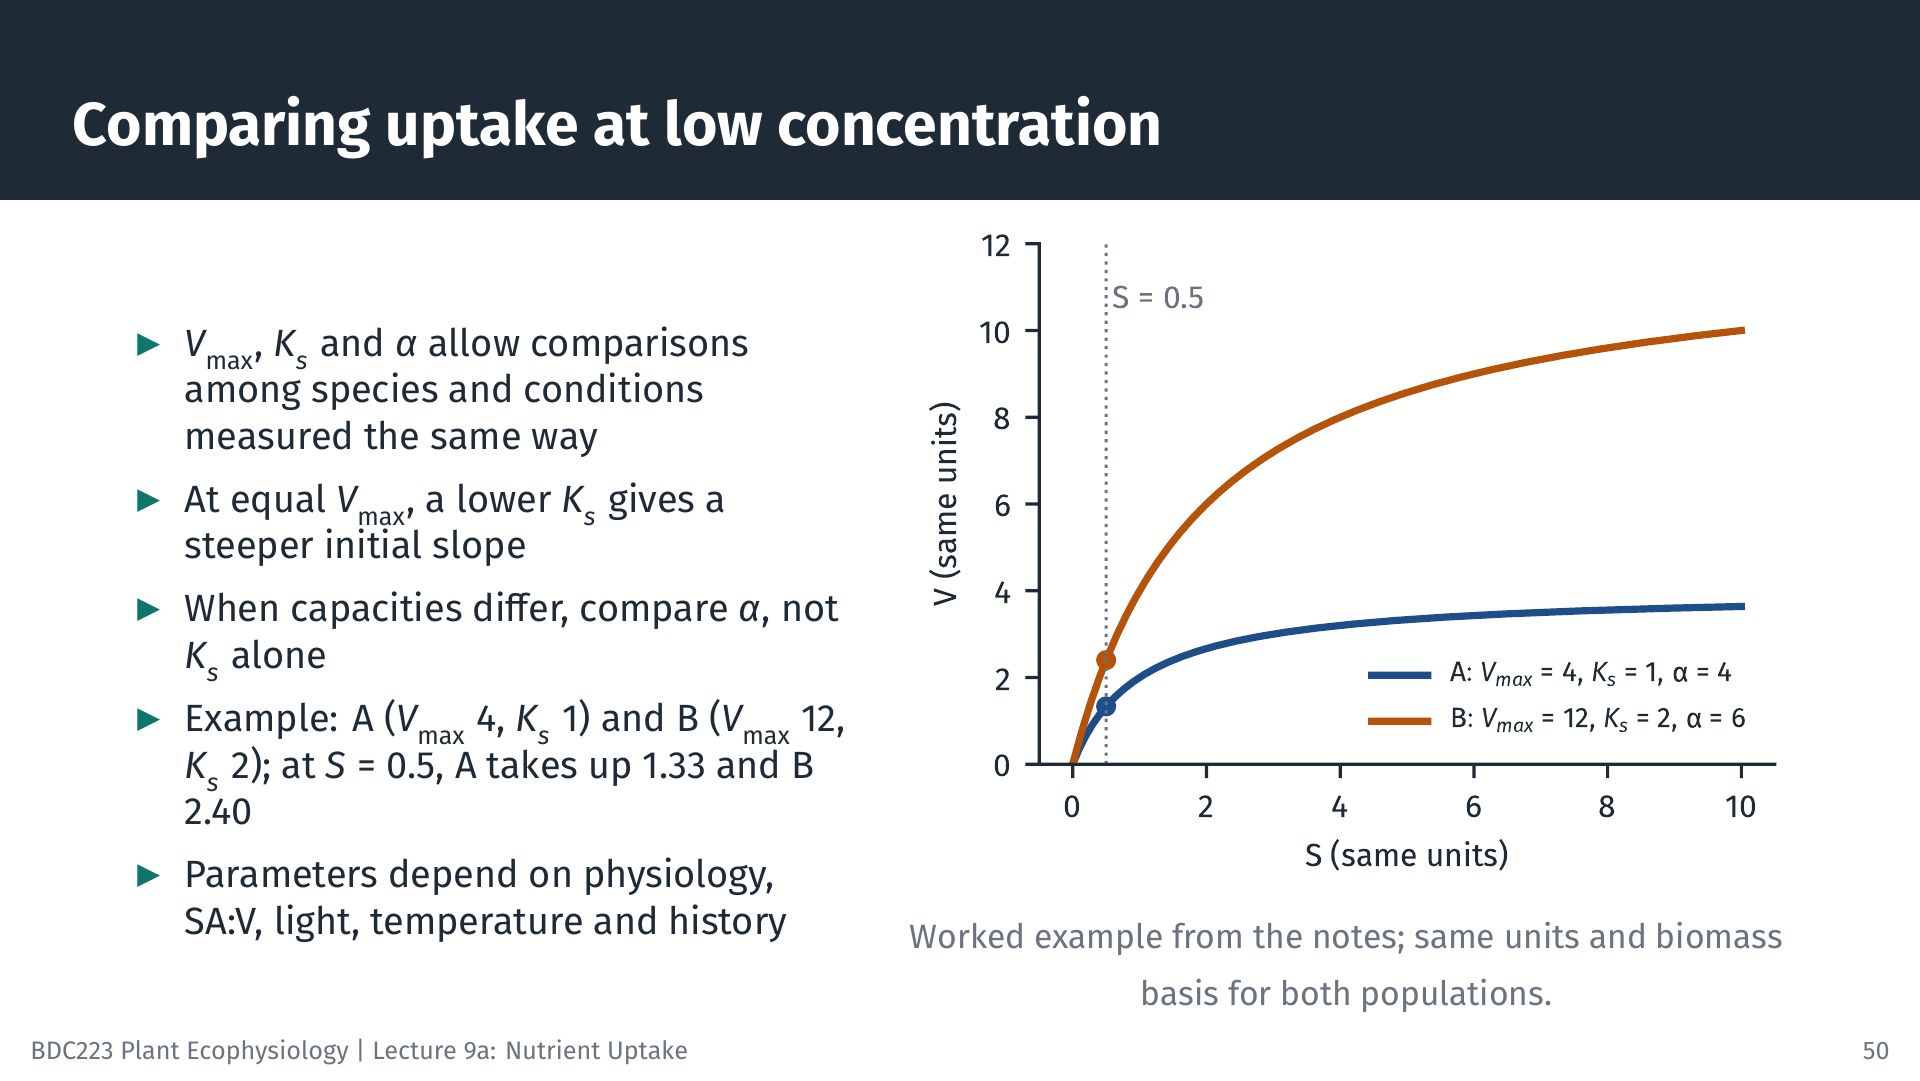 Comparing uptake at low concentration
► Vmax, Ks and α allow comparisons
among species and conditions
measured the same way
► At equal Vmax, a lower Ks gives a
steeper initial slope
► When capacities differ, compare α, not
Ks alone
► Example: A (Vmax 4, Ks 1) and B (Vmax 12,
Ks 2); at S = 0.5, A takes up 1.33 and B
2.40
► Parameters depend on physiology,
SA:V, light, temperature and history
12
10
8
6
4
2
0
V (same units)
S = 0.5
A: Vmax = 4, Ks = 1, α = 4
B: Vmax = 12, Ks = 2, α = 6
0 2 4 6 8 10
S (same units)
Worked example from the notes; same units and biomass
basis for both populations.
BDC223 Plant Ecophysiology | Lecture 9a: Nutrient Uptake
50